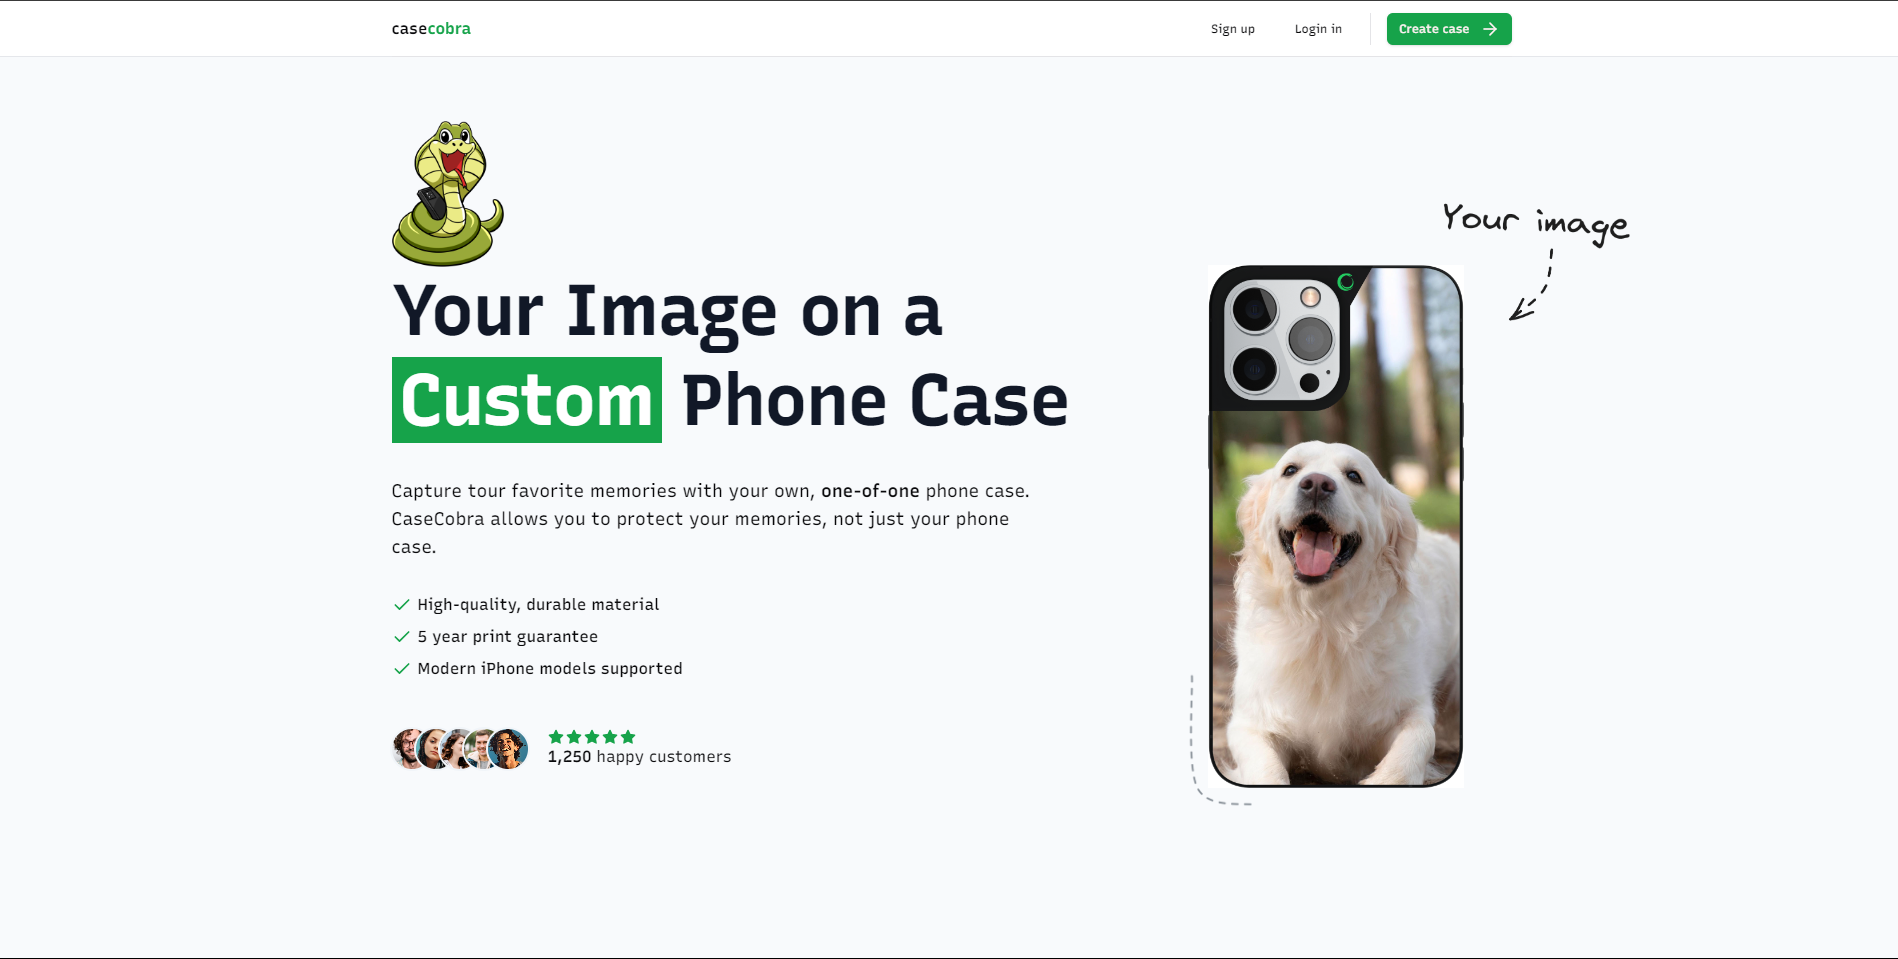 casecobra
Sign up
Login in
Create case
Your image
Your Image on a
Custom Phone Case
Capture tour favorite memories with your own, one-of-one phone case.
CaseCobra allows you to protect your memories, not just your phone
case.
High-quality, durable material
5 year print guarantee
Modern iPhone models supported
1,250 happy customers